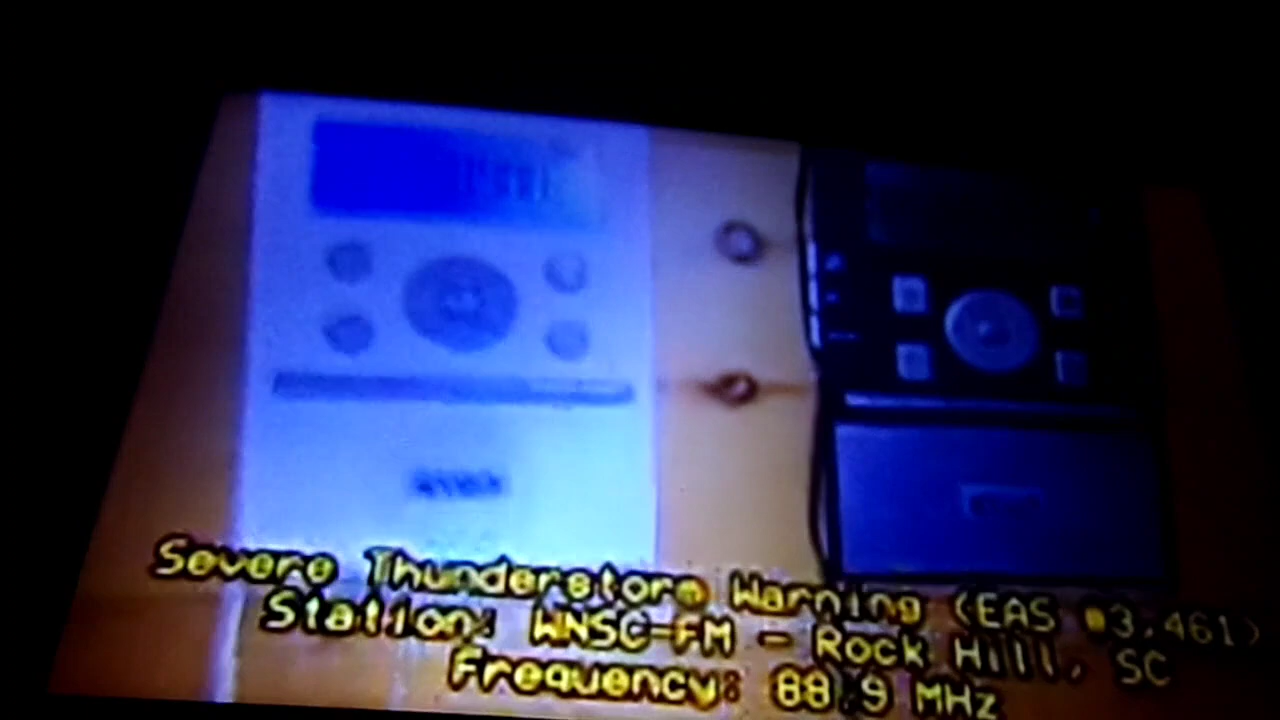 Severe Thunderstorm Warning (EAS #3,461)
Station: WNSC-FM - Rock Hill, SC
Frequency: 88.9 MHz